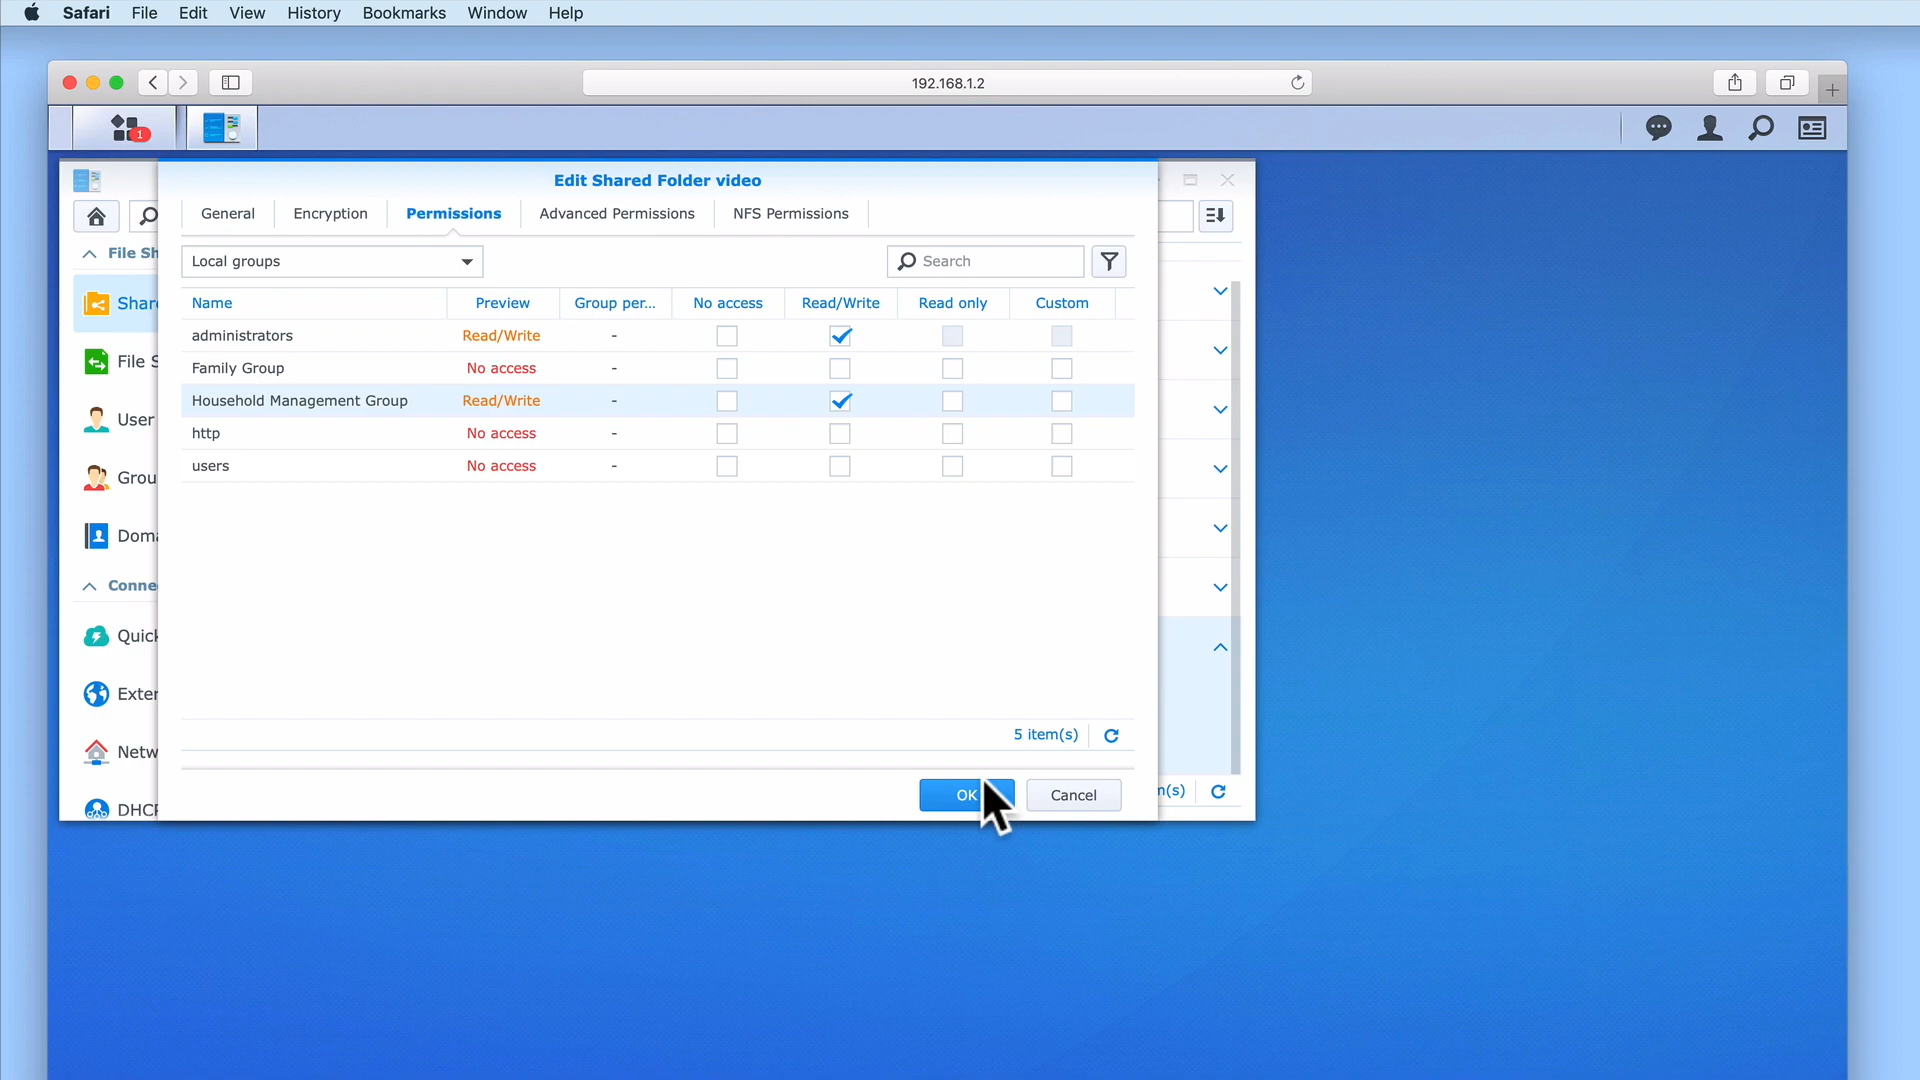 Safari File Edit View History Bookmarks Window Help
192.168.1.2
1
Edit Shared Folder video
General Encryption Permissions Advanced Permissions NFS Permissions
Local groups Search
Name Preview Group per... No access Read/Write Read only Custom
administrators Read/Write -
Family Group No access -
Household Management Group Read/Write -
http No access -
users No access -
5 item(s)
OK Cancel
File Sh
Share
File S
User
Grou
Doma
Conne
Quick
Exter
Netw
DHCP
m(s)